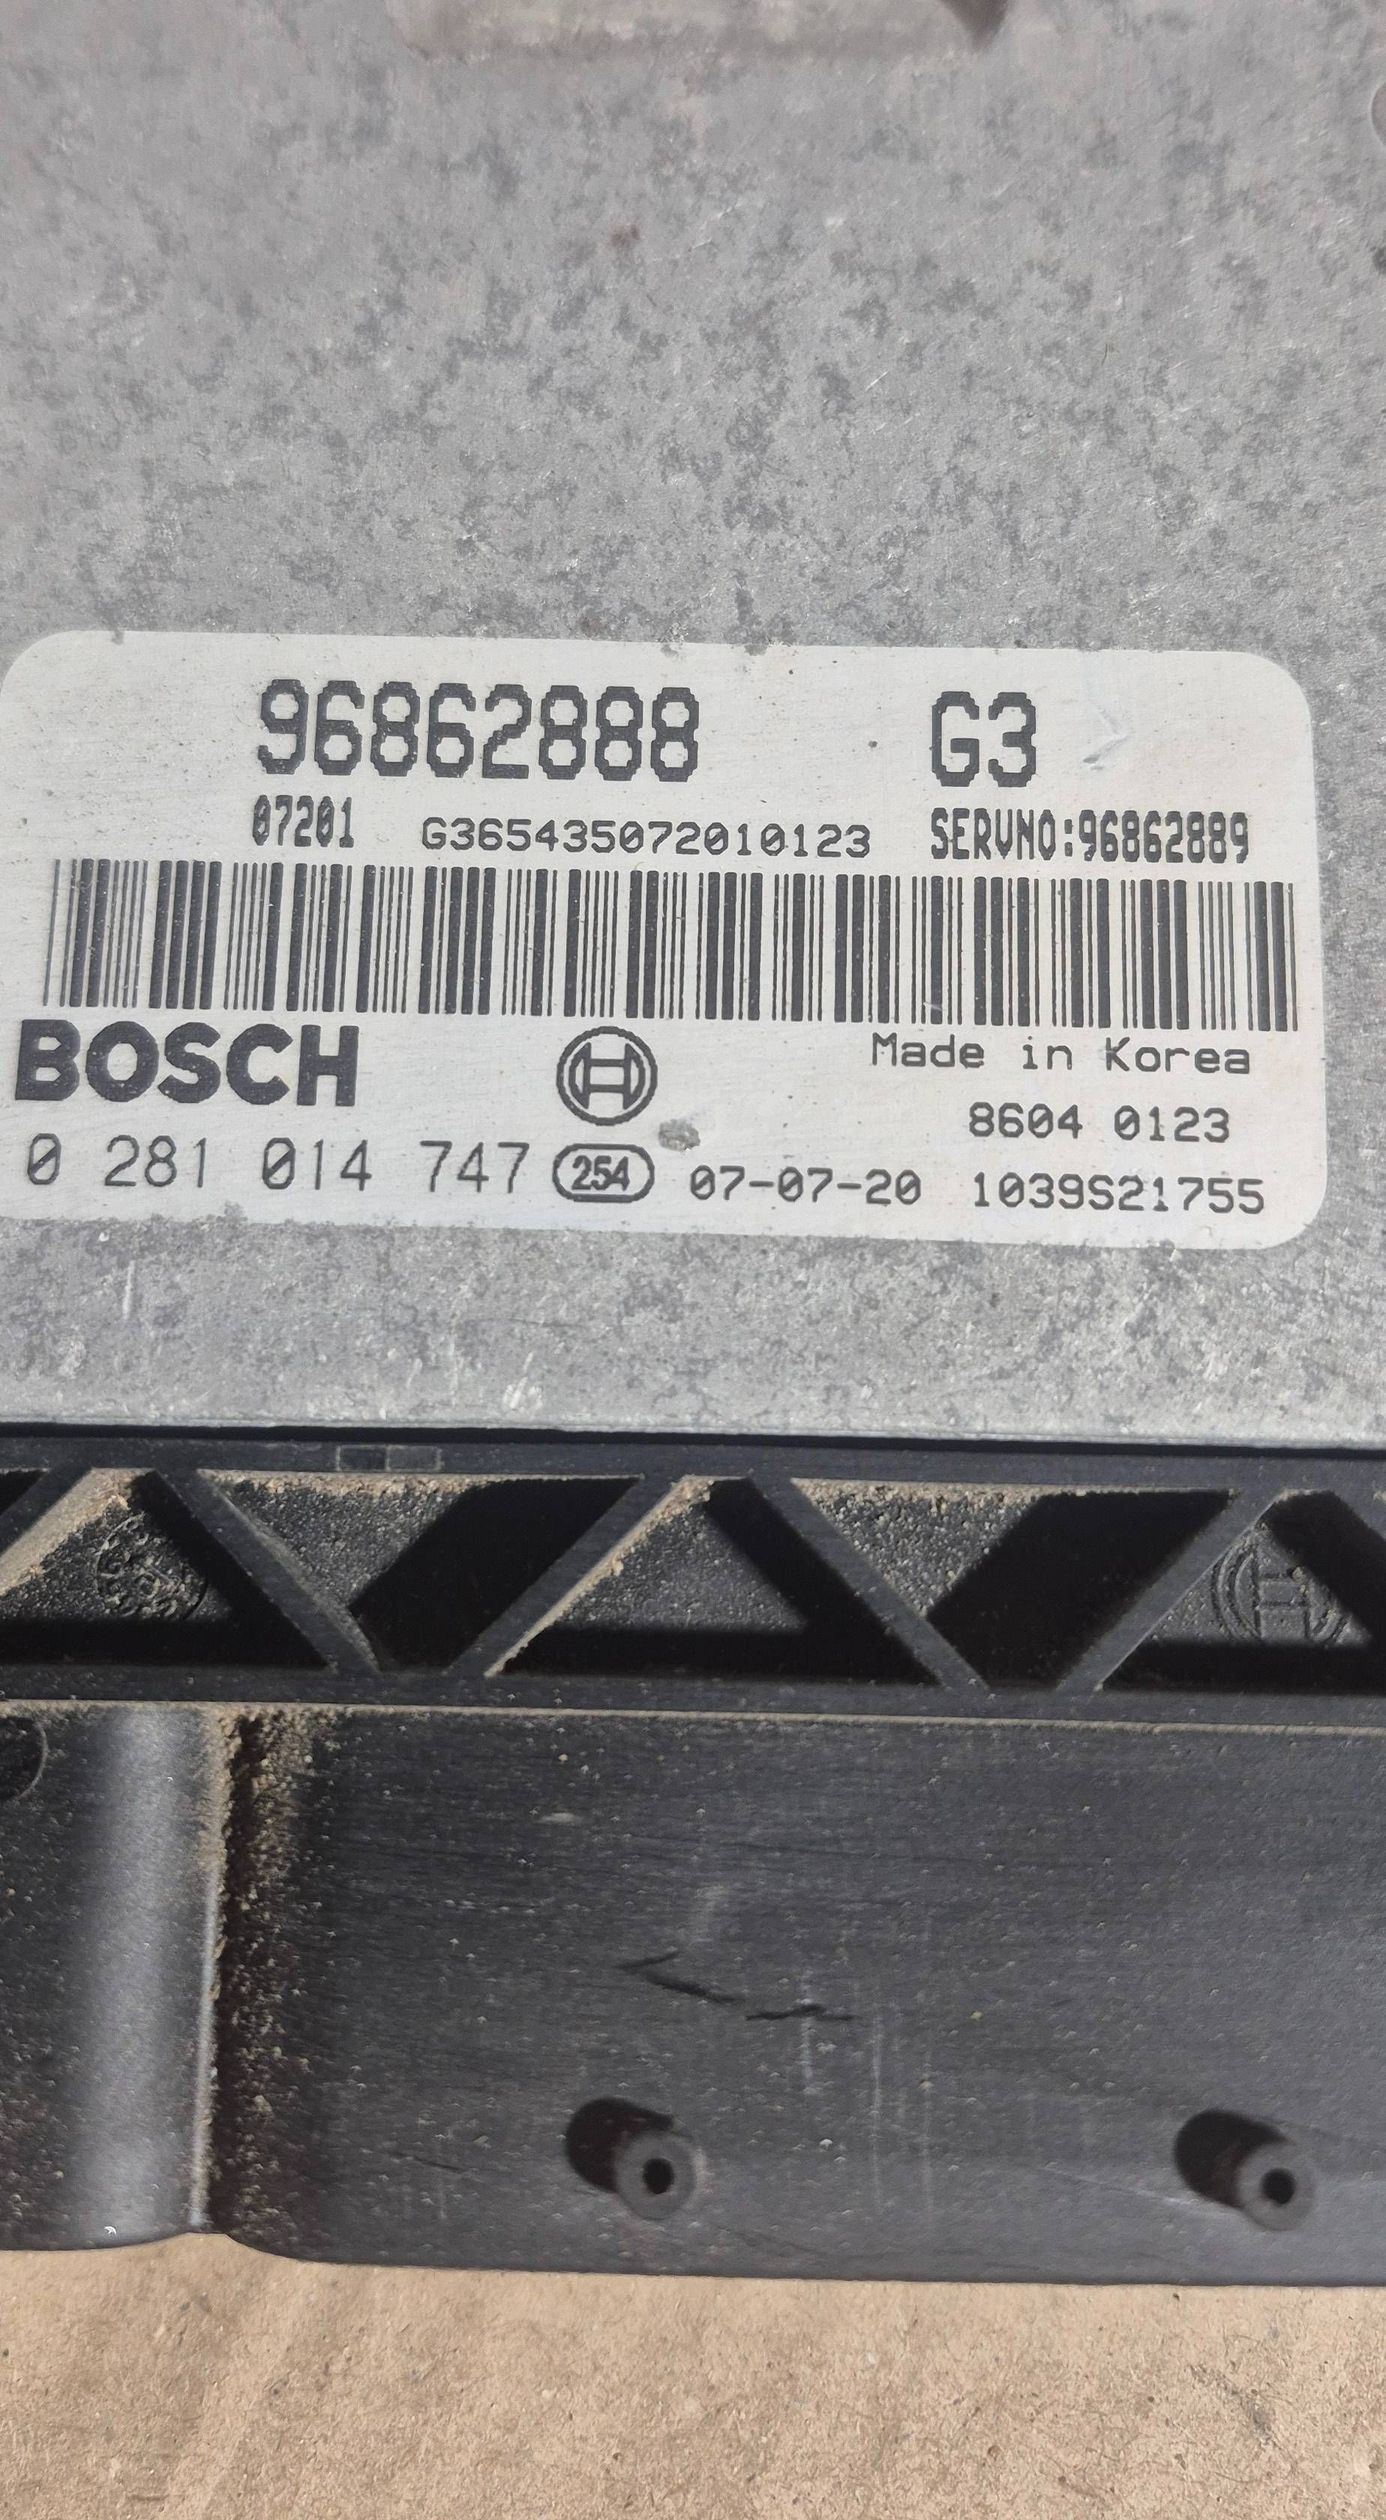 96862888 G3
07201 G365435072010123 SERVNO:96862889
BOSCH Made in Korea
8604 0123
0 281 014 747 254 07-07-20 1039S21755